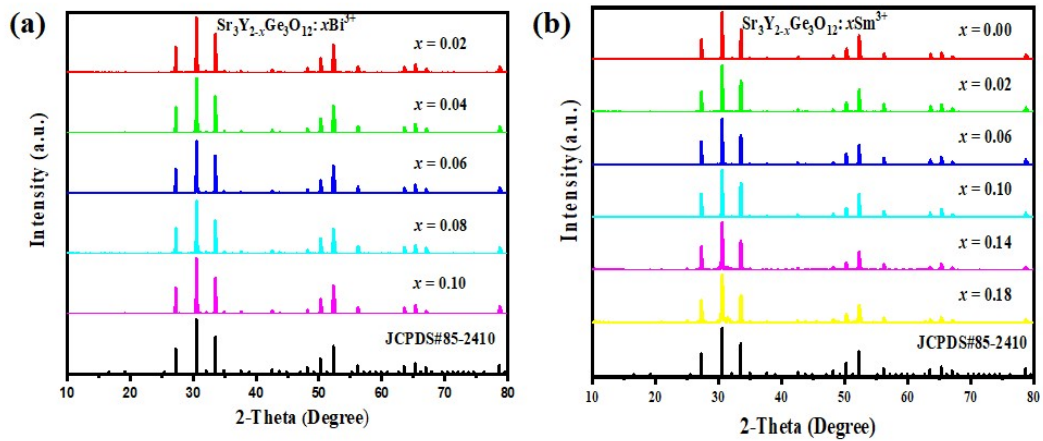 (a)
Sr₃Y₂₋ₓGe₃O₁₂: xBi³⁺
x = 0.02
x = 0.04
x = 0.06
x = 0.08
x = 0.10
JCPDS#85-2410
Intensity (a.u.)
10 20 30 40 50 60 70 80
2-Theta (Degree)
(b)
Sr₃Y₂₋ₓGe₃O₁₂: xSm³⁺
x = 0.00
x = 0.02
x = 0.06
x = 0.10
x = 0.14
x = 0.18
JCPDS#85-2410
Intensity (a.u.)
10 20 30 40 50 60 70 80
2-Theta (Degree)